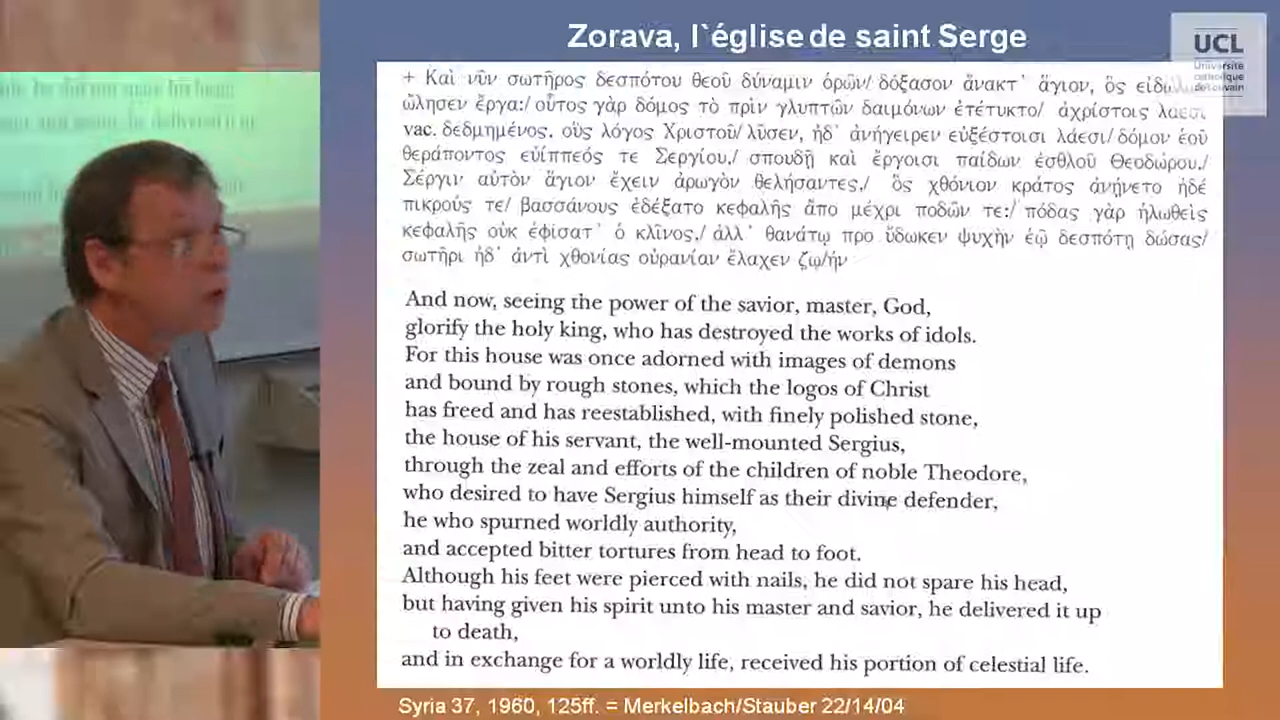 Zorava, l`église de saint Serge
UCL
Université
catholique
de Louvain
+ Καὶ νῦν σωτῆρος δεσπότου θεοῦ δύναμιν ὁρῶν/ δόξασον ἄνακτ᾽ ἅγιον, ὃς
ὤλησεν ἔργα:/ οὗτος γὰρ δόμος τὸ πρὶν γλυπτῶν δαιμόνων ἐτέτυκτο/ ἀχρίστοις λάεσι
vac. δεδμημένος, οὓς λόγος Χριστοῦ/ λῦσεν, ἠδ᾽ ἀνήγειρεν εὐξέστοισι λάεσι/ δόμον ἑοῦ
θεράποντος εὐίππεός τε Σεργίου,/ σπουδῇ καὶ ἔργοισι παίδων ἐσθλοῦ Θεοδώρου,/
Σέργιν αὐτὸν ἅγιον ἔχειν ἀρωγὸν θελήσαντες,/ ὃς χθόνιον κράτος ἀνήνετο ἠδέ
πικρούς τε/ βασσάνους ἐδέξατο κεφαλῆς ἄπο μέχρι ποδῶν τε:/ πόδας γὰρ ἡλωθεὶς
κεφαλῆς οὐκ ἐφίσατ᾽ ὁ κλῖνος,/ ἀλλ᾽ θανάτῳ προ ὔδωκεν ψυχὴν ἑῷ δεσπότῃ δώσας/
σωτῆρι ἠδ᾽ ἀντὶ χθονίας οὐρανίαν ἔλαχεν ζω/ήν
And now, seeing the power of the savior, master, God,
glorify the holy king, who has destroyed the works of idols.
For this house was once adorned with images of demons
and bound by rough stones, which the logos of Christ
has freed and has reestablished, with finely polished stone,
the house of his servant, the well-mounted Sergius,
through the zeal and efforts of the children of noble Theodore,
who desired to have Sergius himself as their divine defender,
he who spurned worldly authority,
and accepted bitter tortures from head to foot.
Although his feet were pierced with nails, he did not spare his head,
but having given his spirit unto his master and savior, he delivered it up
to death,
and in exchange for a worldly life, received his portion of celestial life.
Syria 37, 1960, 125ff. = Merkelbach/Stauber 22/14/04